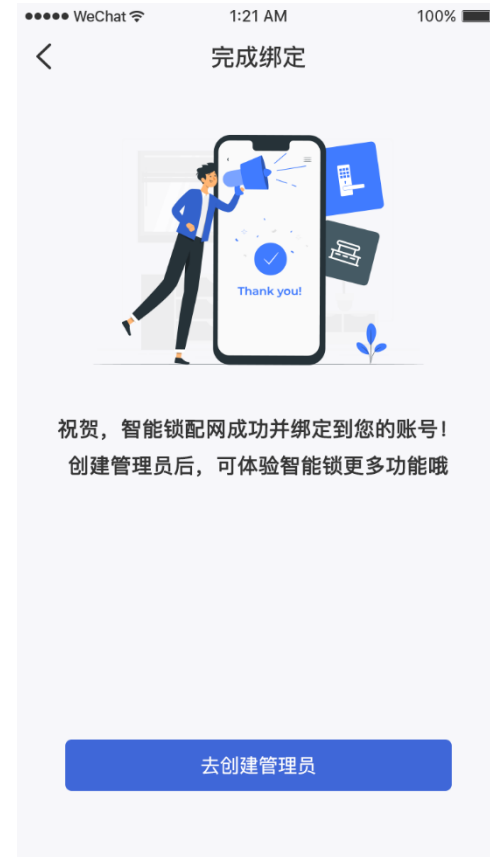 ●●●●● WeChat 1:21 AM 100%
完成绑定
Thank you!
祝贺，智能锁配网成功并绑定到您的账号！
创建管理员后，可体验智能锁更多功能哦
去创建管理员